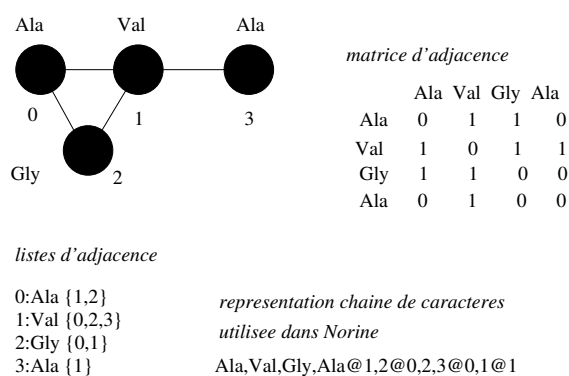 Ala Val Ala
0 1 3
Gly 2
matrice d'adjacence
Ala Val Gly Ala
Ala 0 1 1 0
Val 1 0 1 1
Gly 1 1 0 0
Ala 0 1 0 0
listes d'adjacence
0:Ala {1,2}
1:Val {0,2,3}
2:Gly {0,1}
3:Ala {1}
representation chaine de caracteres
utilisee dans Norine
Ala,Val,Gly,Ala@1,2@0,2,3@0,1@1